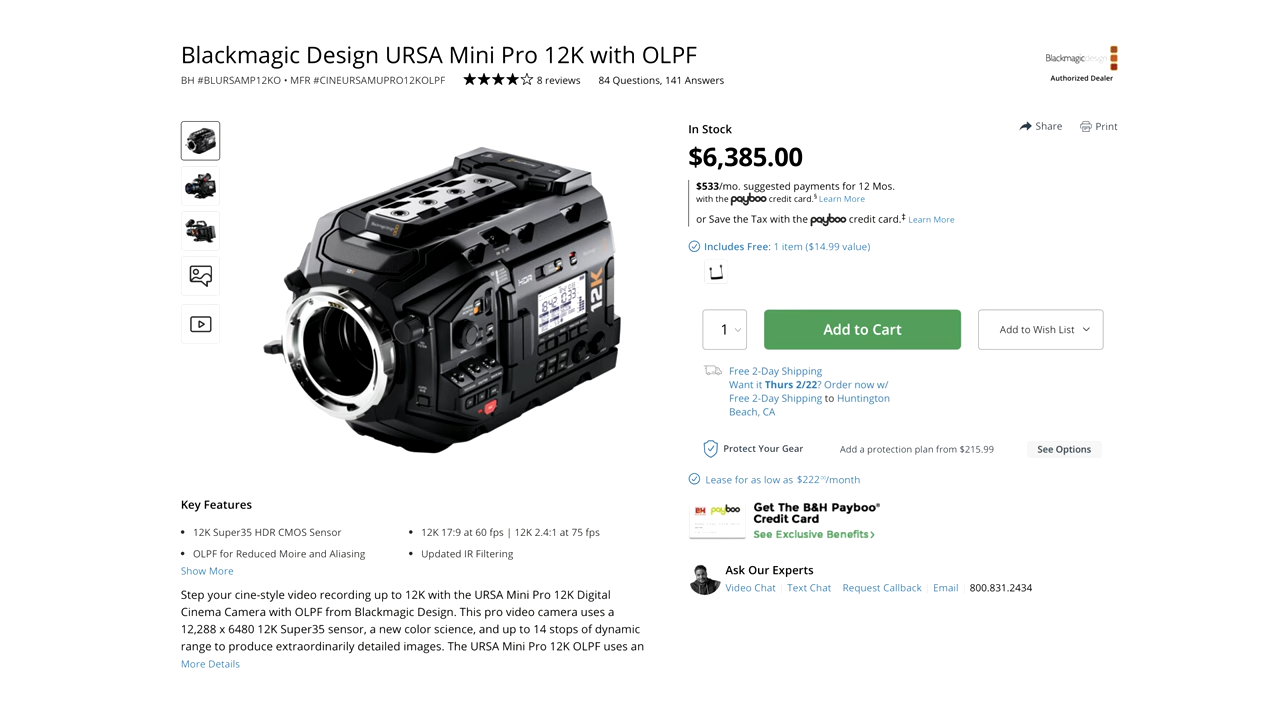 Blackmagic Design URSA Mini Pro 12K with OLPF
BH #BLURSAMP12KO • MFR #CINEURSAMUPRO12KOLPF
8 reviews
84 Questions, 141 Answers
Blackmagicdesign
Authorized Dealer
In Stock
Share
Print
$6,385.00
$533/mo. suggested payments for 12 Mos.
with the payboo credit card.§ Learn More
or Save the Tax with the payboo credit card.‡ Learn More
Includes Free: 1 item ($14.99 value)
1
Add to Cart
Add to Wish List
Free 2-Day Shipping
Want it Thurs 2/22? Order now w/
Free 2-Day Shipping to Huntington
Beach, CA
Protect Your Gear
Add a protection plan from $215.99
See Options
Lease for as low as $222/month
BH payboo
Get The B&H Payboo®
Credit Card
See Exclusive Benefits
Ask Our Experts
Video Chat
Text Chat
Request Callback
Email
800.831.2434
HDR
12K
Key Features
• 12K Super35 HDR CMOS Sensor
• 12K 17:9 at 60 fps | 12K 2.4:1 at 75 fps
• OLPF for Reduced Moire and Aliasing
• Updated IR Filtering
Show More
Step your cine-style video recording up to 12K with the URSA Mini Pro 12K Digital
Cinema Camera with OLPF from Blackmagic Design. This pro video camera uses a
12,288 x 6480 12K Super35 sensor, a new color science, and up to 14 stops of dynamic
range to produce extraordinarily detailed images. The URSA Mini Pro 12K OLPF uses an
More Details